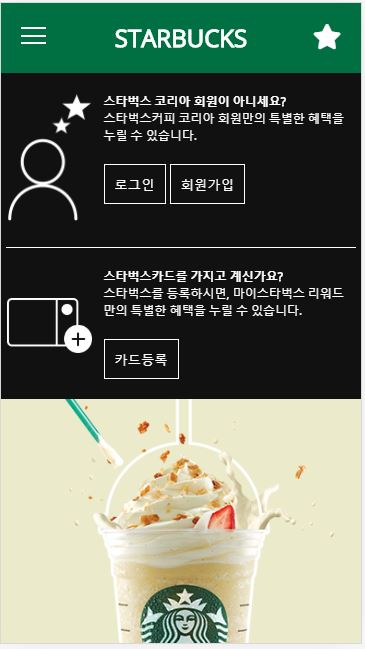 STARBUCKS
스타벅스 코리아 회원이 아니세요?
스타벅스커피 코리아 회원만의 특별한 혜택을
누릴 수 있습니다.
로그인 회원가입
스타벅스카드를 가지고 계신가요?
스타벅스를 등록하시면, 마이스타벅스 리워드
만의 특별한 혜택을 누릴 수 있습니다.
카드등록